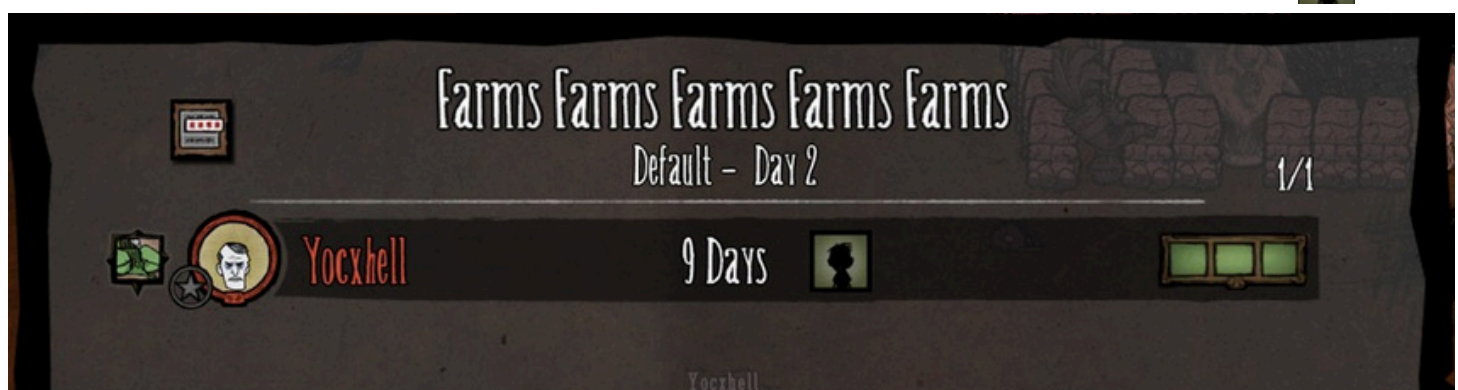 Farms Farms Farms Farms Farms
Default - Day 2
1/1
Yocxhell
9 Days
Yocxhell